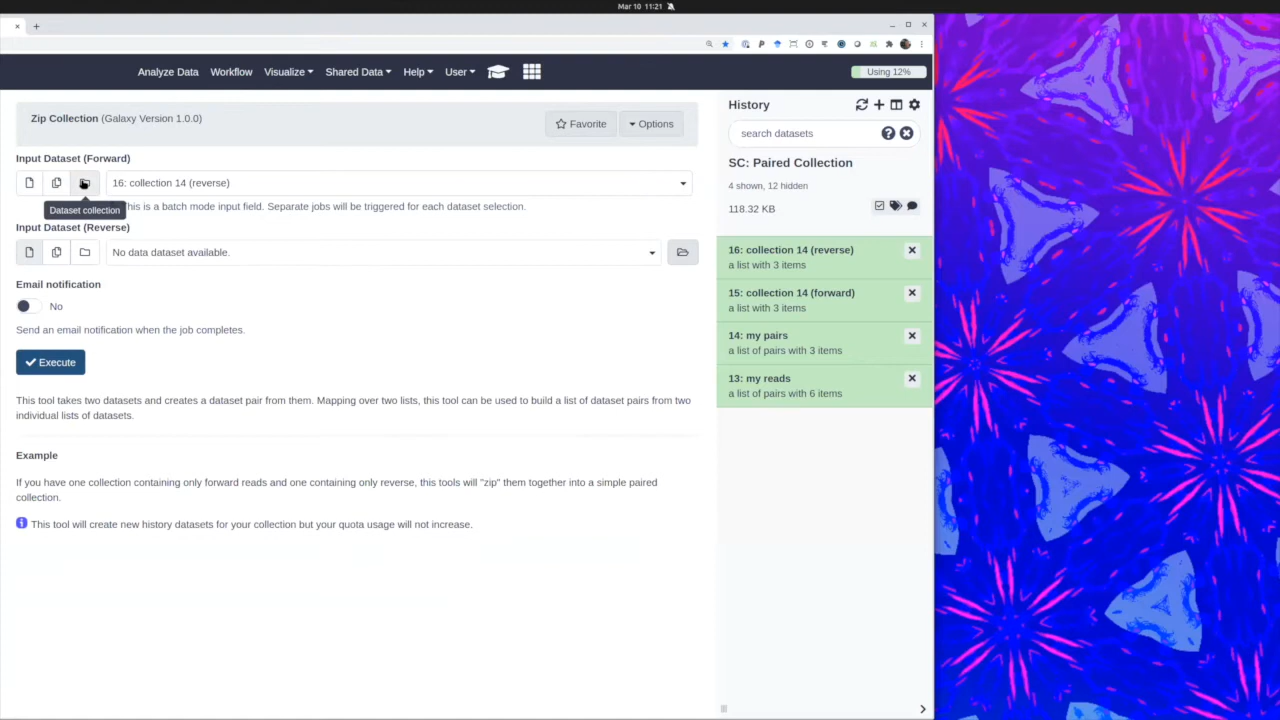 Mar 10 11:21
Analyze Data Workflow Visualize Shared Data Help User Using 12%
Zip Collection (Galaxy Version 1.0.0)
Favorite Options
Input Dataset (Forward)
16: collection 14 (reverse)
This is a batch mode input field. Separate jobs will be triggered for each dataset selection.
Dataset collection
Input Dataset (Reverse)
No data dataset available.
Email notification
No
Send an email notification when the job completes.
Execute
This tool takes two datasets and creates a dataset pair from them. Mapping over two lists, this tool can be used to build a list of dataset pairs from two
individual lists of datasets.
Example
If you have one collection containing only forward reads and one containing only reverse, this tools will "zip" them together into a simple paired
collection.
This tool will create new history datasets for your collection but your quota usage will not increase.
History
search datasets
SC: Paired Collection
4 shown, 12 hidden
118.32 KB
16: collection 14 (reverse)
a list with 3 items
15: collection 14 (forward)
a list with 3 items
14: my pairs
a list of pairs with 3 items
13: my reads
a list of pairs with 6 items